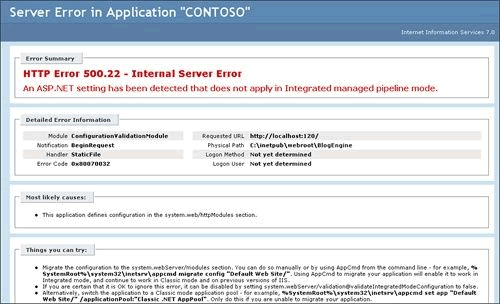 Server Error in Application "CONTOSO"
Internet Information Services 7.0
Error Summary
HTTP Error 500.22 - Internal Server Error
An ASP.NET setting has been detected that does not apply in Integrated managed pipeline mode.
Detailed Error Information
Module ConfigurationValidationModule
Notification BeginRequest
Handler StaticFile
Error Code 0x80070032
Requested URL http://localhost:120/
Physical Path C:\inetpub\webroot\BlogEngine
Logon Method Not yet determined
Logon User Not yet determined
Most likely causes:
• This application defines configuration in the system.web/httpModules section.
Things you can try:
• Migrate the configuration to the system.webServer/modules section. You can do so manually or by using AppCmd from the command line - for example, %
SystemRoot%\system32\inetsrv\appcmd migrate config "Default Web Site/". Using AppCmd to migrate your application will enable it to work in
Integrated mode, and continue to work in Classic mode and on previous versions of IIS.
• If you are certain that it is OK to ignore this error, it can be disabled by setting system.webServer/validation@validateIntegratedModeConfiguration to false.
• Alternatively, switch the application to a Classic mode application pool - for example, %SystemRoot%\system32\inetsrv\appcmd set app "Default
Web Site/" /applicationPool:"Classic .NET AppPool". Only do this if you are unable to migrate your application.